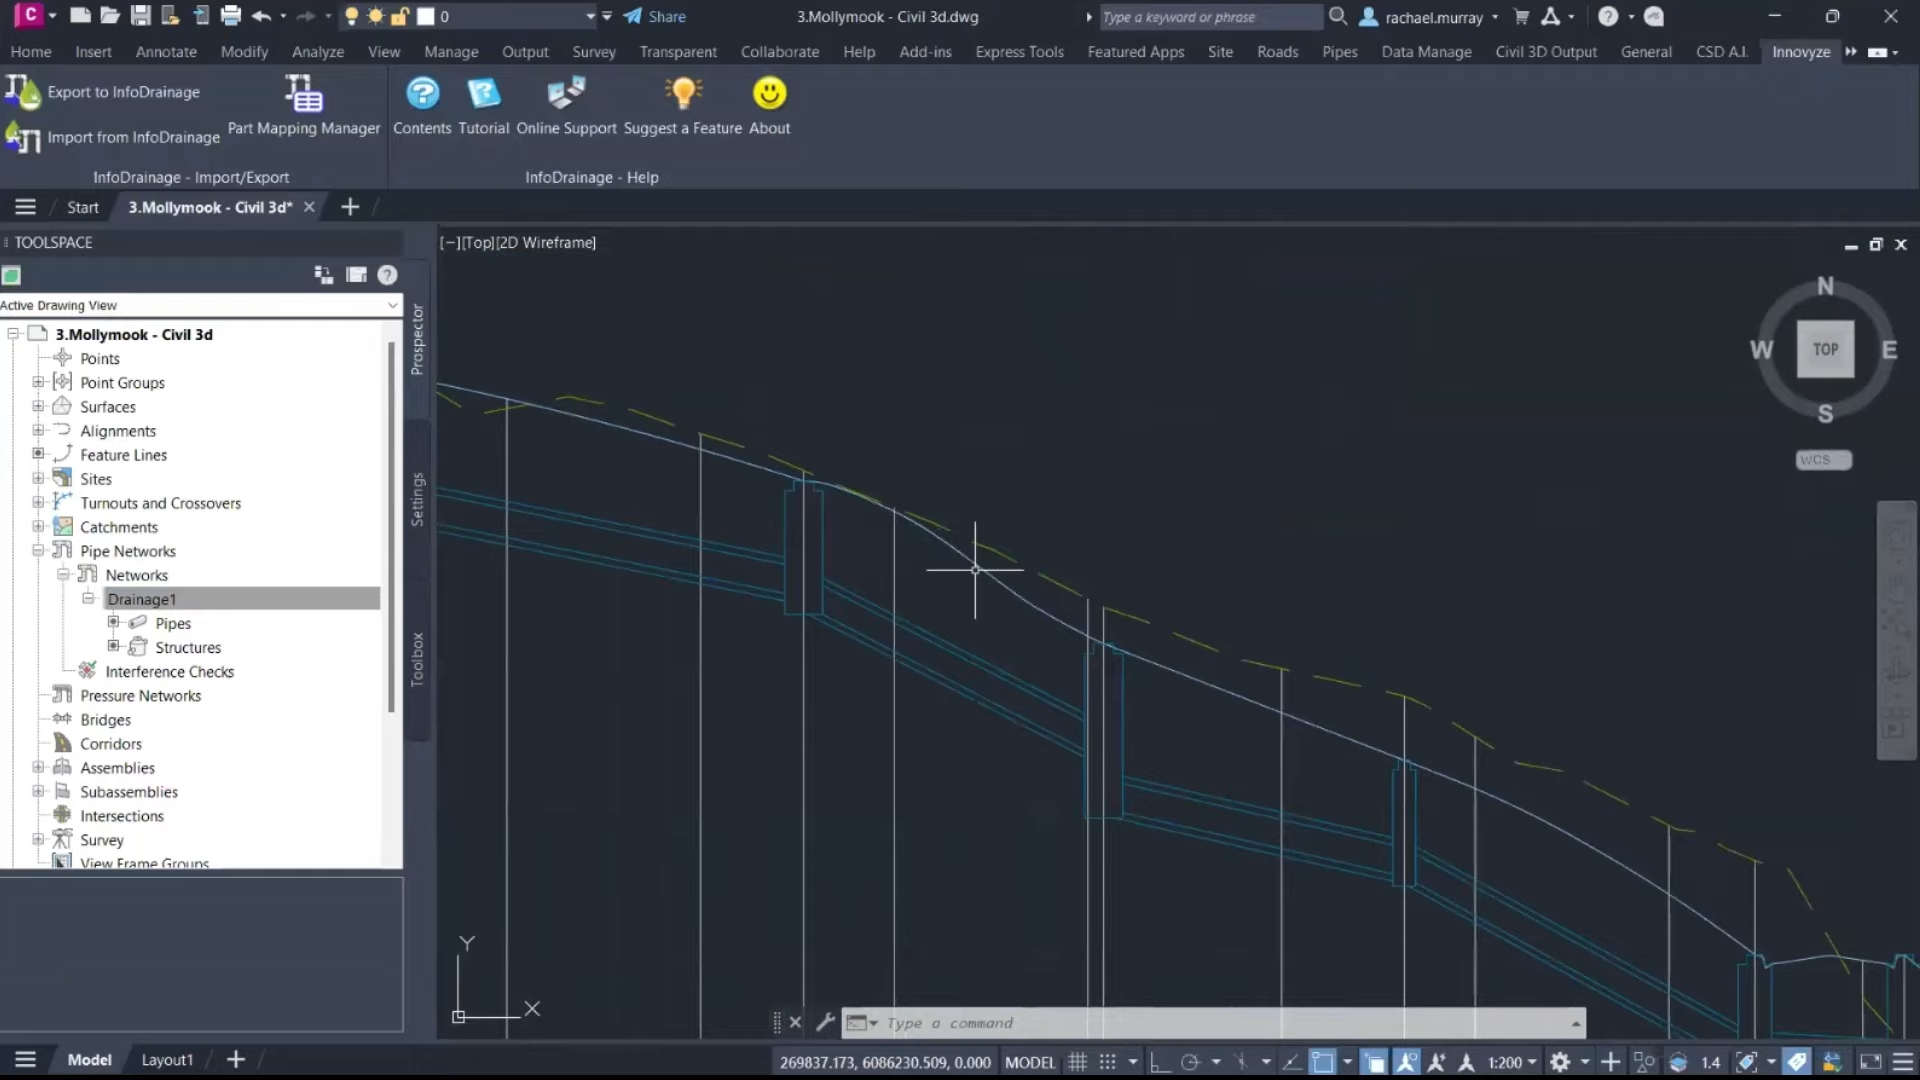 0
Share
3.Mollymook - Civil 3d.dwg
Type a keyword or phrase
rachael.murray
Home Insert Annotate Modify Analyze View Manage Output Survey Transparent Collaborate Help Add-ins Express Tools Featured Apps Site Roads Pipes Data Manage Civil 3D Output General CSD A.I. Innovyze
Export to InfoDrainage
Import from InfoDrainage
Part Mapping Manager
Contents Tutorial Online Support Suggest a Feature About
InfoDrainage - Import/Export
InfoDrainage - Help
Start
3.Mollymook - Civil 3d*
TOOLSPACE
[−][Top][2D Wireframe]
Active Drawing View
3.Mollymook - Civil 3d
Points
Point Groups
Surfaces
Alignments
Feature Lines
Sites
Turnouts and Crossovers
Catchments
Pipe Networks
Networks
Drainage1
Pipes
Structures
Interference Checks
Pressure Networks
Bridges
Corridors
Assemblies
Subassemblies
Intersections
Survey
View Frame Groups
Prospector
Settings
Toolbox
N
W
TOP
E
S
WCS
Y
X
Type a command
Model
Layout1
269837.173, 6086230.509, 0.000
MODEL
1:200
1.4